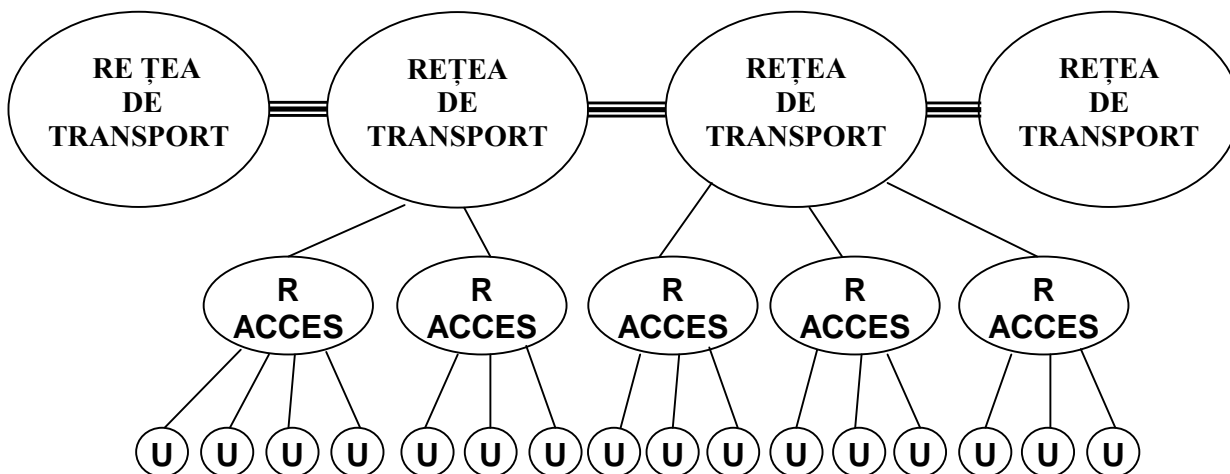 RE ȚEA
DE
TRANSPORT
REȚEA
DE
TRANSPORT
REȚEA
DE
TRANSPORT
REȚEA
DE
TRANSPORT
R
ACCES
R
ACCES
R
ACCES
R
ACCES
R
ACCES
U U U U U U U U U U U U U U U U